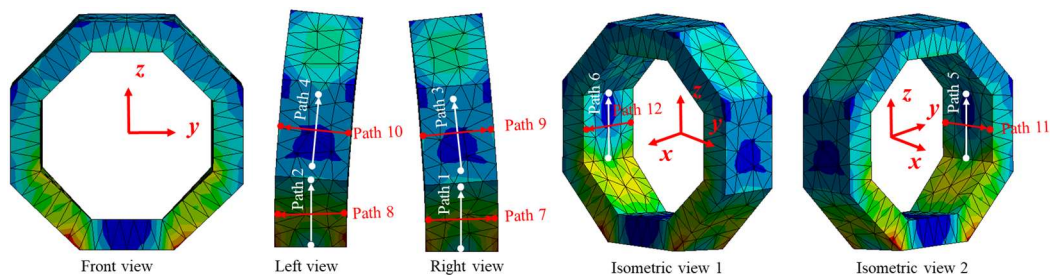 z
y
Front view
Path 4
Path 10
Path 2
Path 8
Left view
Path 3
Path 9
Path 1
Path 7
Right view
Path 6
Path 12
z
y
x
Isometric view 1
z
y
x
Path 5
Path 11
Isometric view 2